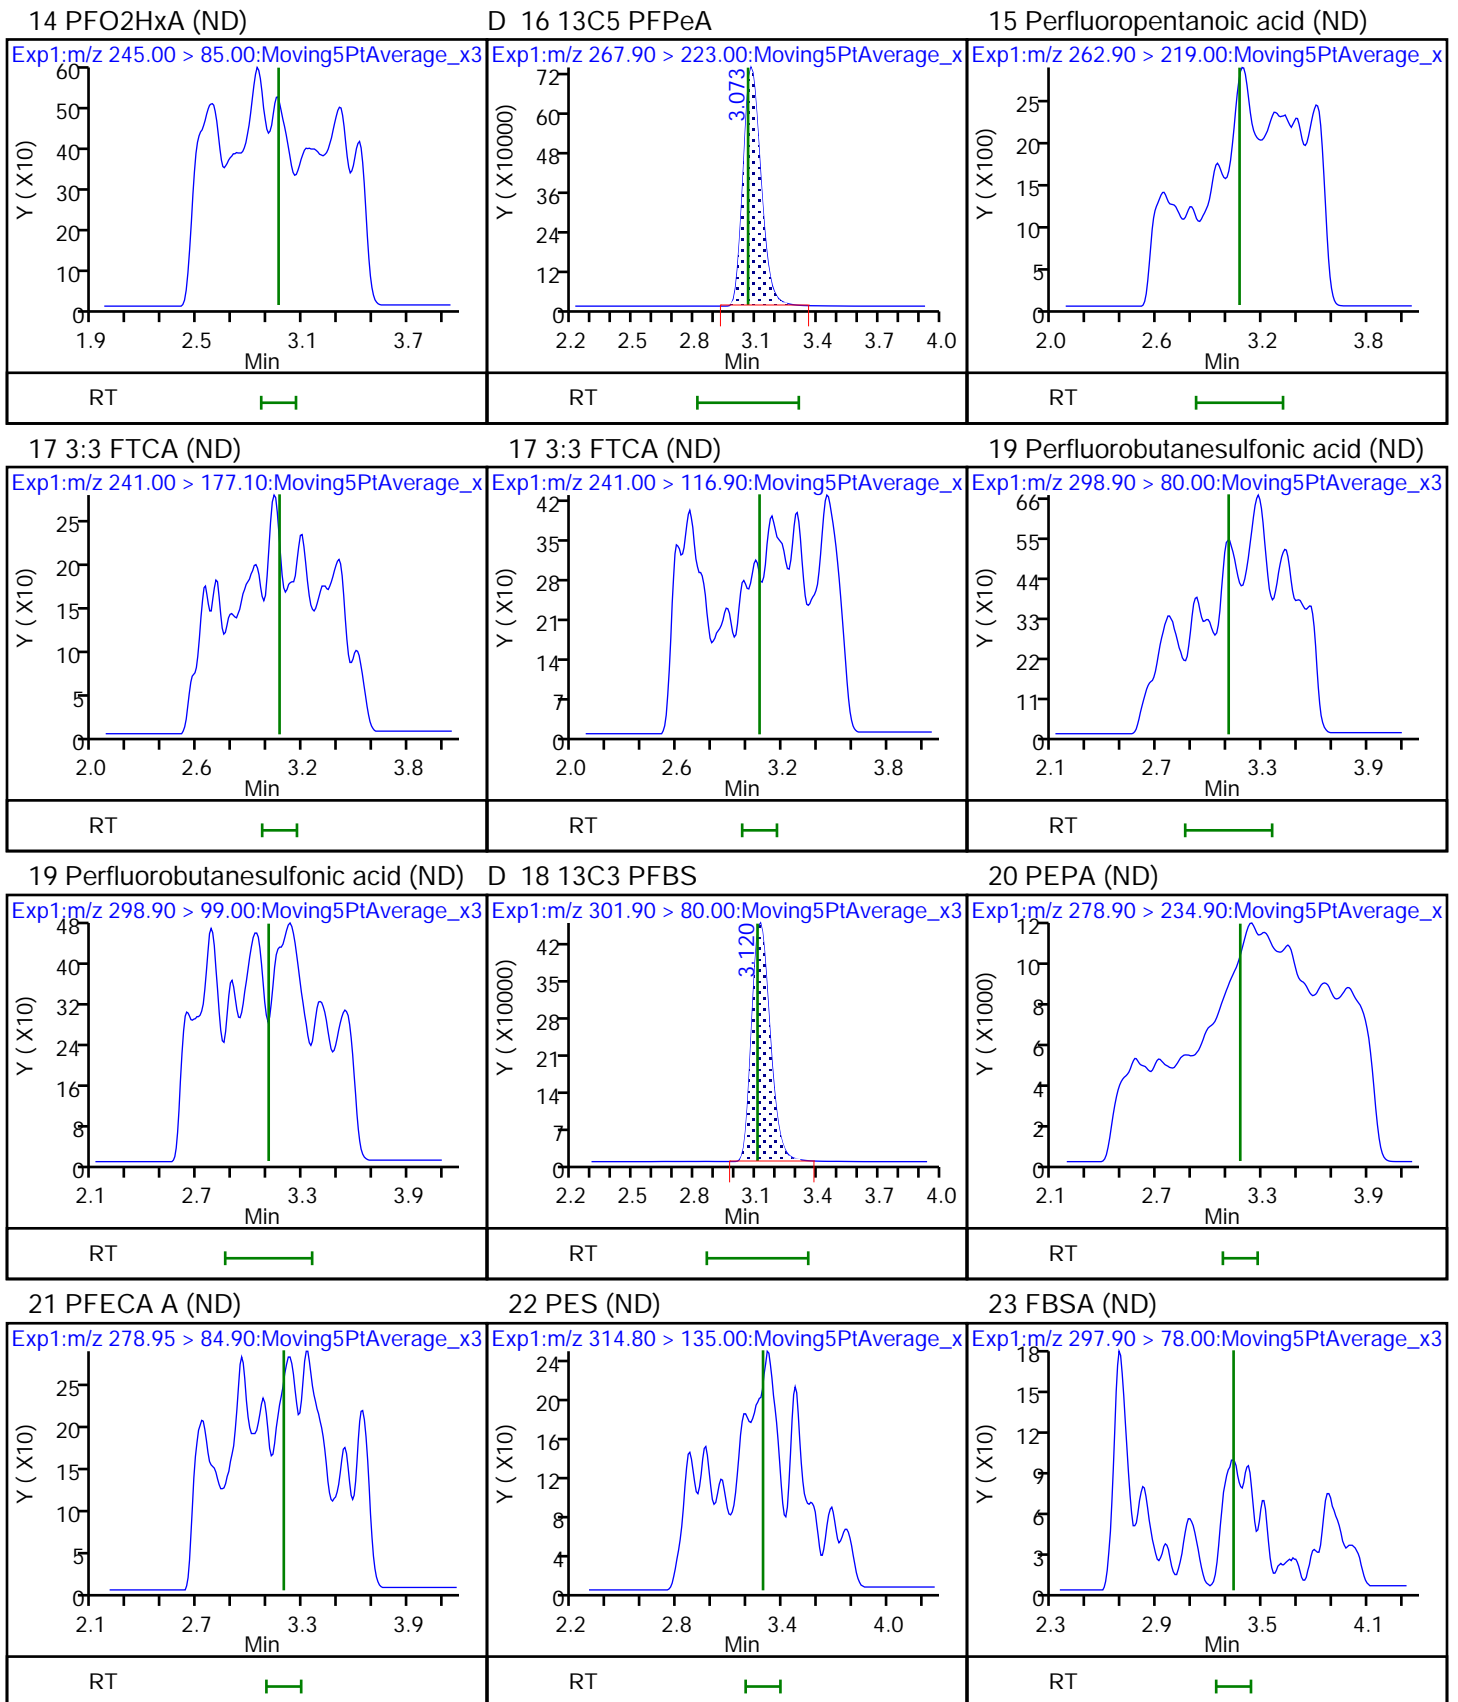 14 PFO2HxA (ND)
Exp1:m/z 245.00 > 85.00:Moving5PtAverage_x3
Y ( X10)
60
50
40
30
20
10
0
1.9 2.5 3.1 3.7
Min
RT
D 16 13C5 PFPeA
Exp1:m/z 267.90 > 223.00:Moving5PtAverage_x
Y ( X10000)
72
60
48
36
24
12
0
3.073
2.2 2.5 2.8 3.1 3.4 3.7 4.0
Min
RT
15 Perfluoropentanoic acid (ND)
Exp1:m/z 262.90 > 219.00:Moving5PtAverage_x
Y ( X100)
25
20
15
10
5
0
2.0 2.6 3.2 3.8
Min
RT
17 3:3 FTCA (ND)
Exp1:m/z 241.00 > 177.10:Moving5PtAverage_x
Y ( X10)
25
20
15
10
5
0
2.0 2.6 3.2 3.8
Min
RT
17 3:3 FTCA (ND)
Exp1:m/z 241.00 > 116.90:Moving5PtAverage_x
Y ( X10)
42
35
28
21
14
7
0
2.0 2.6 3.2 3.8
Min
RT
19 Perfluorobutanesulfonic acid (ND)
Exp1:m/z 298.90 > 80.00:Moving5PtAverage_x3
Y ( X10)
66
55
44
33
22
11
0
2.1 2.7 3.3 3.9
Min
RT
19 Perfluorobutanesulfonic acid (ND)
Exp1:m/z 298.90 > 99.00:Moving5PtAverage_x3
Y ( X10)
48
40
32
24
16
8
0
2.1 2.7 3.3 3.9
Min
RT
D 18 13C3 PFBS
Exp1:m/z 301.90 > 80.00:Moving5PtAverage_x3
Y ( X10000)
42
35
28
21
14
7
0
3.120
2.2 2.5 2.8 3.1 3.4 3.7 4.0
Min
RT
20 PEPA (ND)
Exp1:m/z 278.90 > 234.90:Moving5PtAverage_x
Y ( X1000)
12
10
8
6
4
2
0
2.1 2.7 3.3 3.9
Min
RT
21 PFECA A (ND)
Exp1:m/z 278.95 > 84.90:Moving5PtAverage_x3
Y ( X10)
25
20
15
10
5
0
2.1 2.7 3.3 3.9
Min
RT
22 PES (ND)
Exp1:m/z 314.80 > 135.00:Moving5PtAverage_x
Y ( X10)
24
20
16
12
8
4
0
2.2 2.8 3.4 4.0
Min
RT
23 FBSA (ND)
Exp1:m/z 297.90 > 78.00:Moving5PtAverage_x3
Y ( X10)
18
15
12
9
6
3
0
2.3 2.9 3.5 4.1
Min
RT